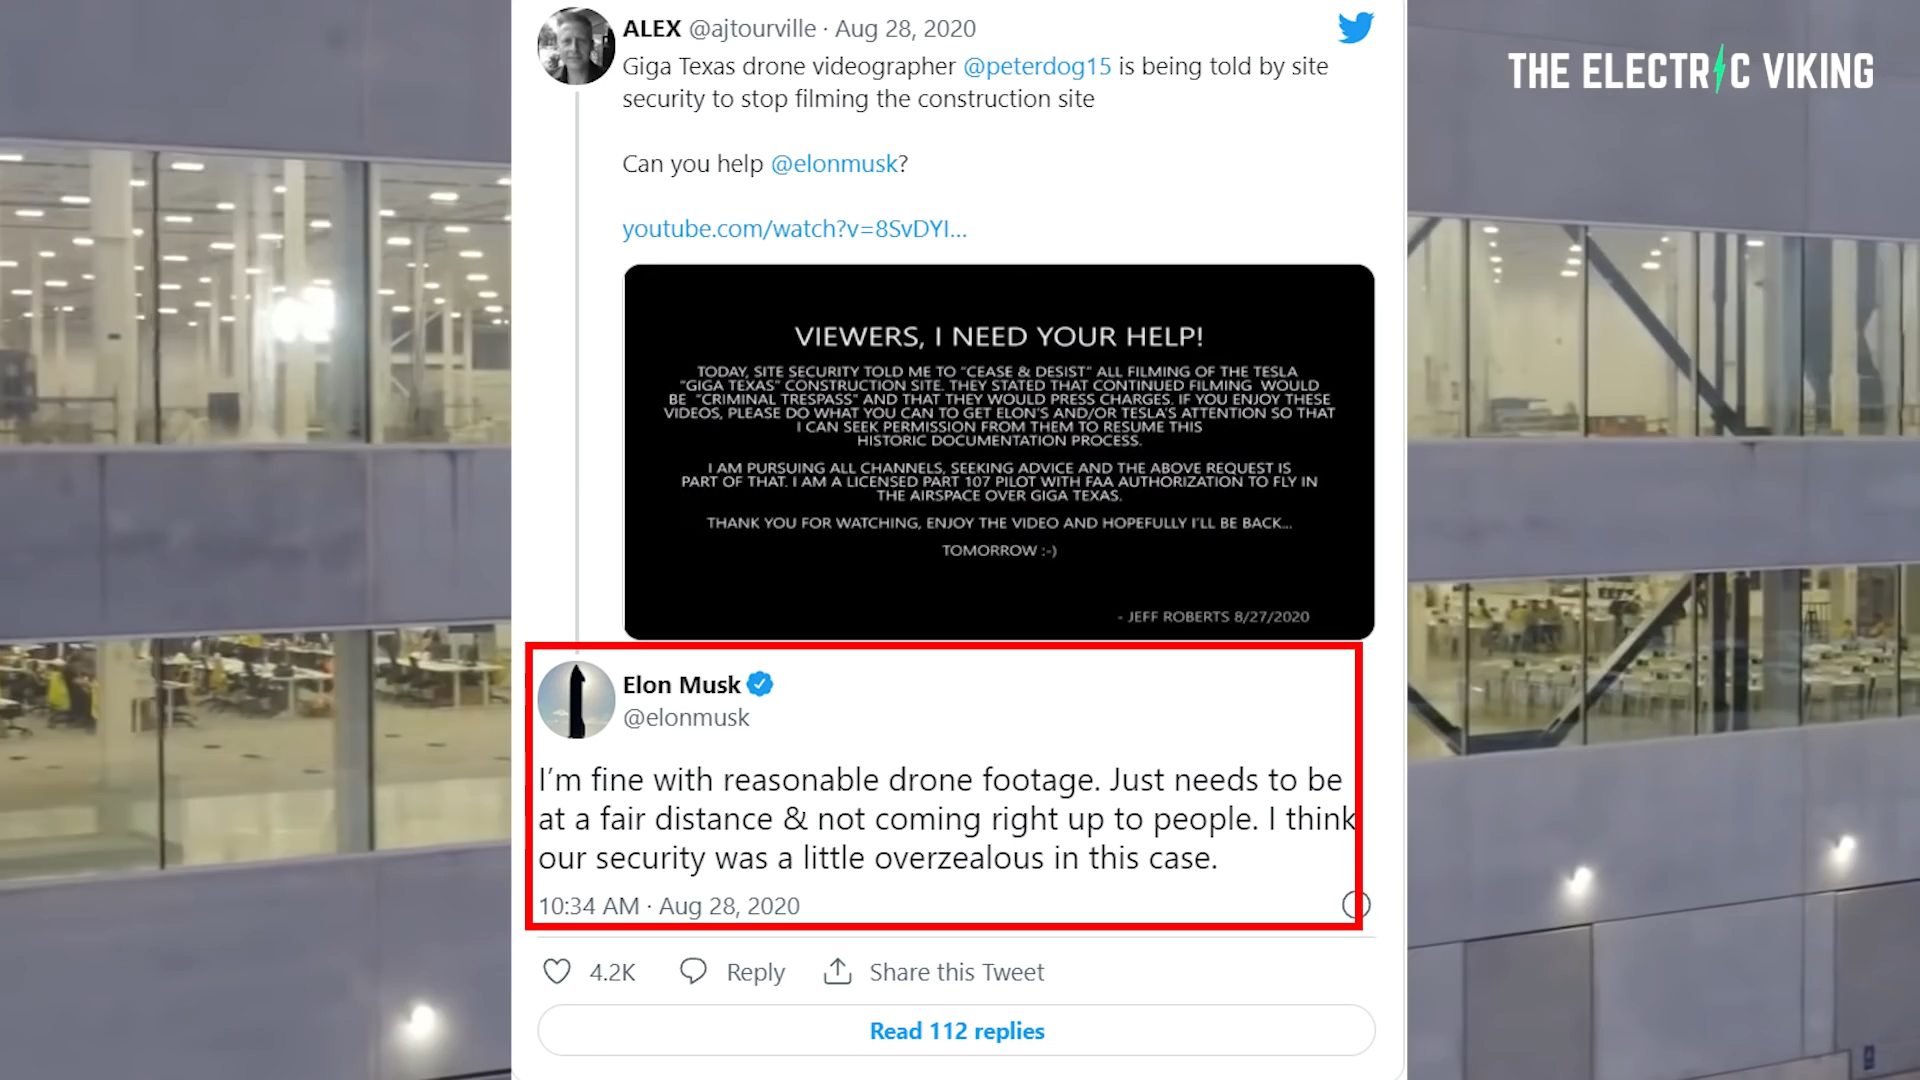 ALEX @ajtourville · Aug 28, 2020
Giga Texas drone videographer @peterdog15 is being told by site
security to stop filming the construction site
Can you help @elonmusk?
youtube.com/watch?v=8SvDYI...
VIEWERS, I NEED YOUR HELP!
TODAY, SITE SECURITY TOLD ME TO "CEASE & DESIST" ALL FILMING OF THE TESLA
"GIGA TEXAS" CONSTRUCTION SITE. THEY STATED THAT CONTINUED FILMING WOULD
BE "CRIMINAL TRESPASS" AND THAT THEY WOULD PRESS CHARGES. IF YOU ENJOY THESE
VIDEOS, PLEASE DO WHAT YOU CAN TO GET ELON'S AND/OR TESLA'S ATTENTION SO THAT
I CAN SEEK PERMISSION FROM THEM TO RESUME THIS
HISTORIC DOCUMENTATION PROCESS.
I AM PURSUING ALL CHANNELS, SEEKING ADVICE AND THE ABOVE REQUEST IS
PART OF THAT. I AM A LICENSED PART 107 PILOT WITH FAA AUTHORIZATION TO FLY IN
THE AIRSPACE OVER GIGA TEXAS.
THANK YOU FOR WATCHING, ENJOY THE VIDEO AND HOPEFULLY I'LL BE BACK...
TOMORROW :-)
- JEFF ROBERTS 8/27/2020
Elon Musk
@elonmusk
I'm fine with reasonable drone footage. Just needs to be
at a fair distance & not coming right up to people. I think
our security was a little overzealous in this case.
10:34 AM · Aug 28, 2020
4.2K Reply Share this Tweet
Read 112 replies
THE ELECTRIC VIKING